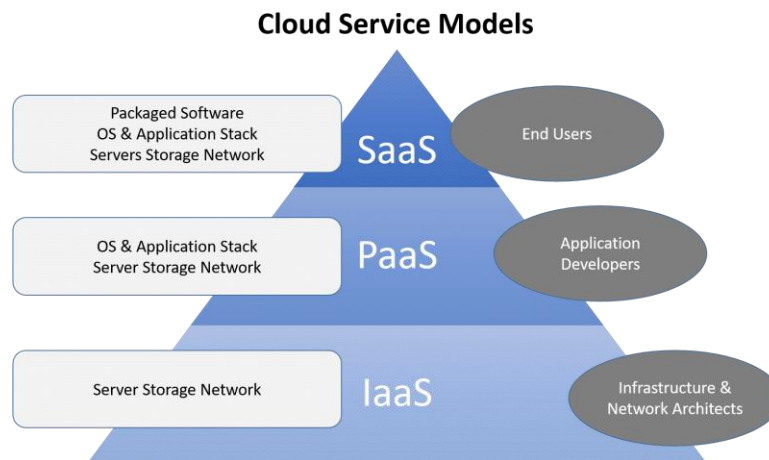 Cloud Service Models
Packaged Software
OS & Application Stack
Servers Storage Network
SaaS
End Users
OS & Application Stack
Server Storage Network
PaaS
Application
Developers
Server Storage Network
IaaS
Infrastructure &
Network Architects